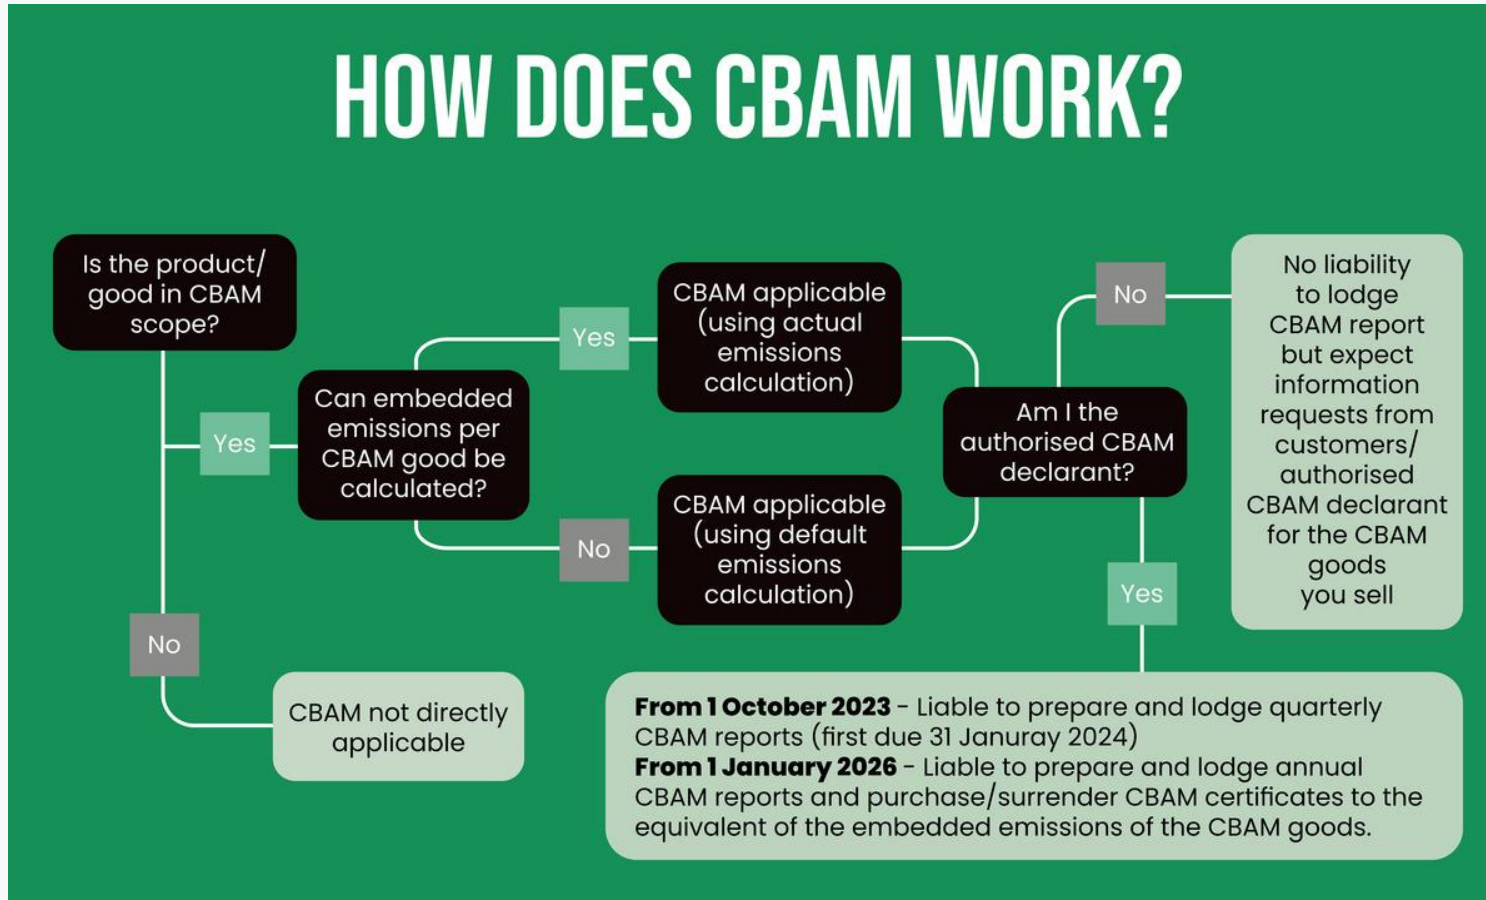 HOW DOES CBAM WORK?
Is the product/
good in CBAM
scope?
Yes
No
CBAM not directly
applicable
Can embedded
emissions per
CBAM good be
calculated?
Yes
CBAM applicable
(using actual
emissions
calculation)
No
CBAM applicable
(using default
emissions
calculation)
Am I the
authorised CBAM
declarant?
No
No liability
to lodge
CBAM report
but expect
information
requests from
customers/
authorised
CBAM declarant
for the CBAM
goods
you sell
Yes
From 1 October 2023 - Liable to prepare and lodge quarterly
CBAM reports (first due 31 Januray 2024)
From 1 January 2026 - Liable to prepare and lodge annual
CBAM reports and purchase/surrender CBAM certificates to the
equivalent of the embedded emissions of the CBAM goods.